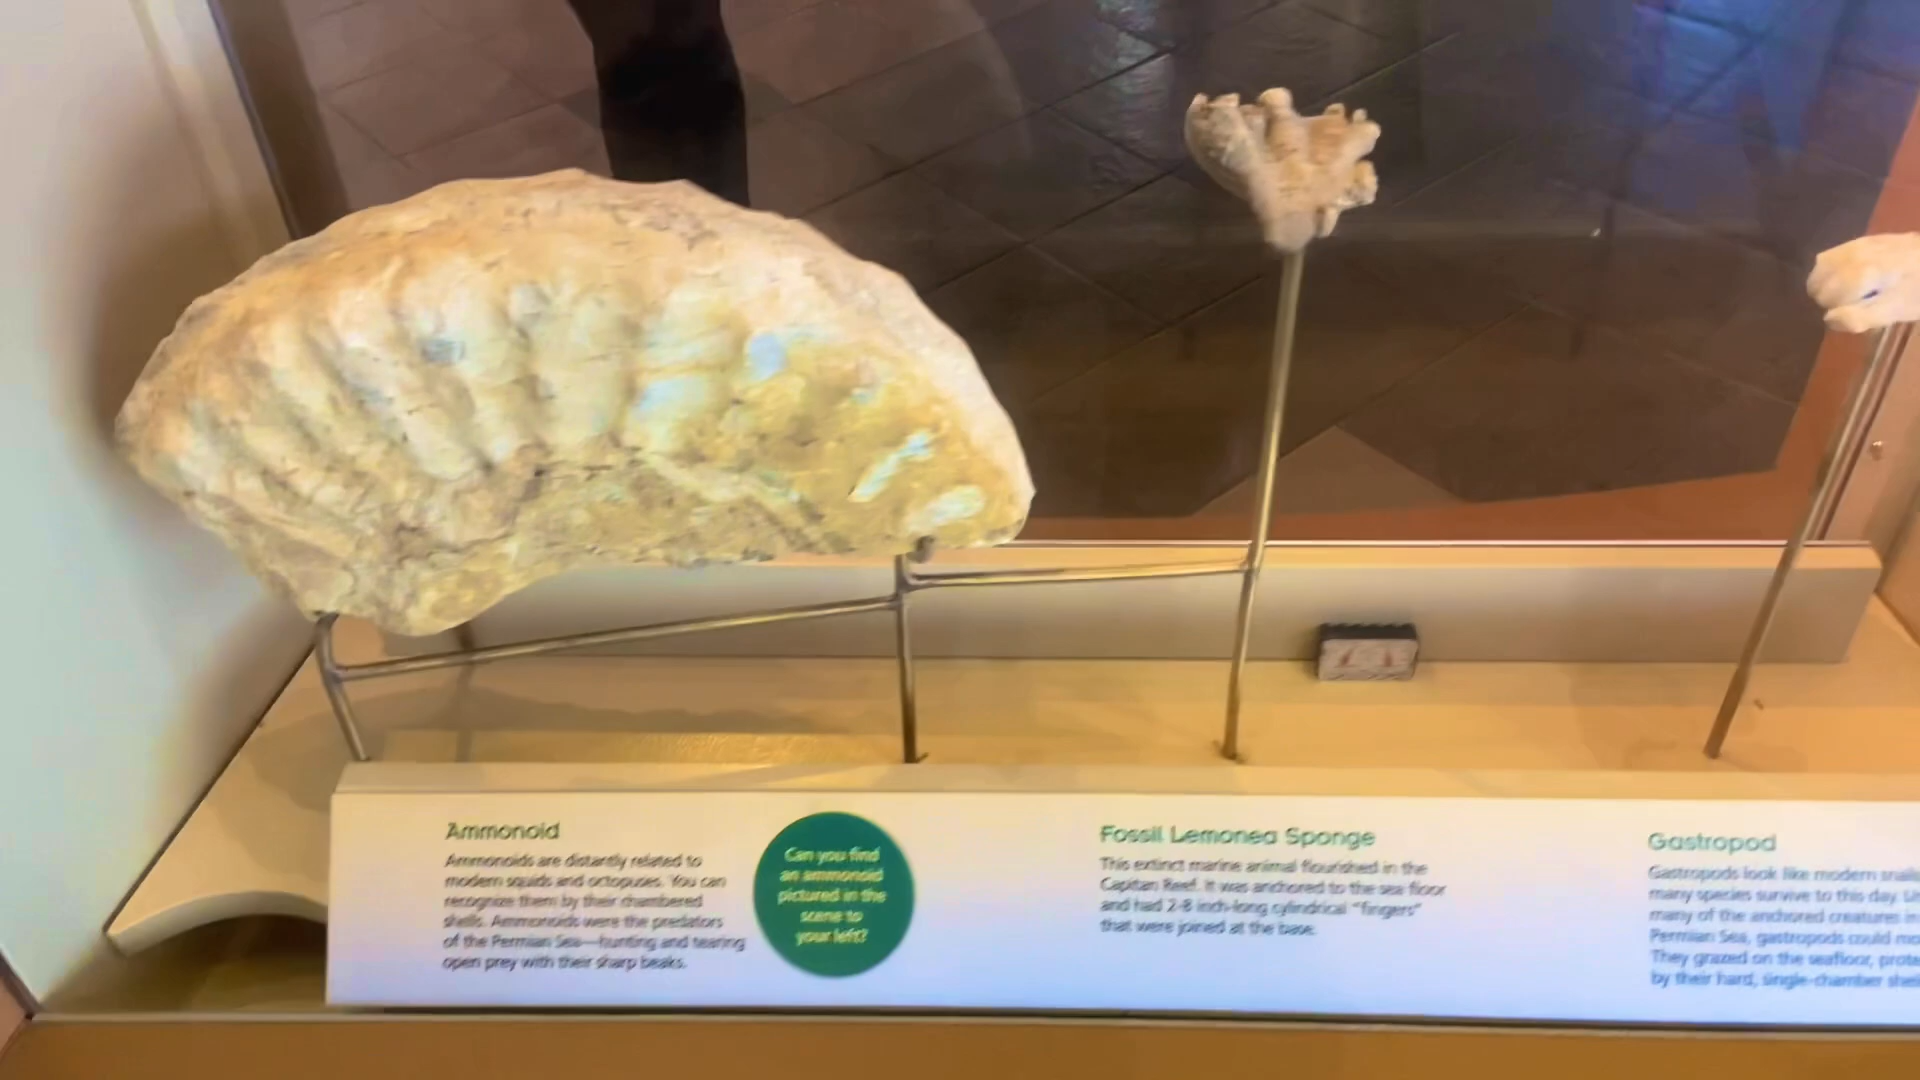 Ammonoid
Ammonoids are distantly related to
modern squids and octopuses. You can
recognize them by their chambered
shells. Ammonoids were the predators
of the Permian Sea—hunting and tearing
open prey with their sharp beaks.
Can you find
an ammonoid
pictured in the
scene to
your left?
Fossil Lemonea Sponge
This extinct marine animal flourished in the
Capitan Reef. It was anchored to the sea floor
and had 2-8 inch-long cylindrical "fingers"
that were joined at the base.
Gastropod
Gastropods look like modern
many species survive to this day.
many of the anchored creatures
Permian Sea, gastropods could
They grazed on the seafloor,
by their hard, single-chamber